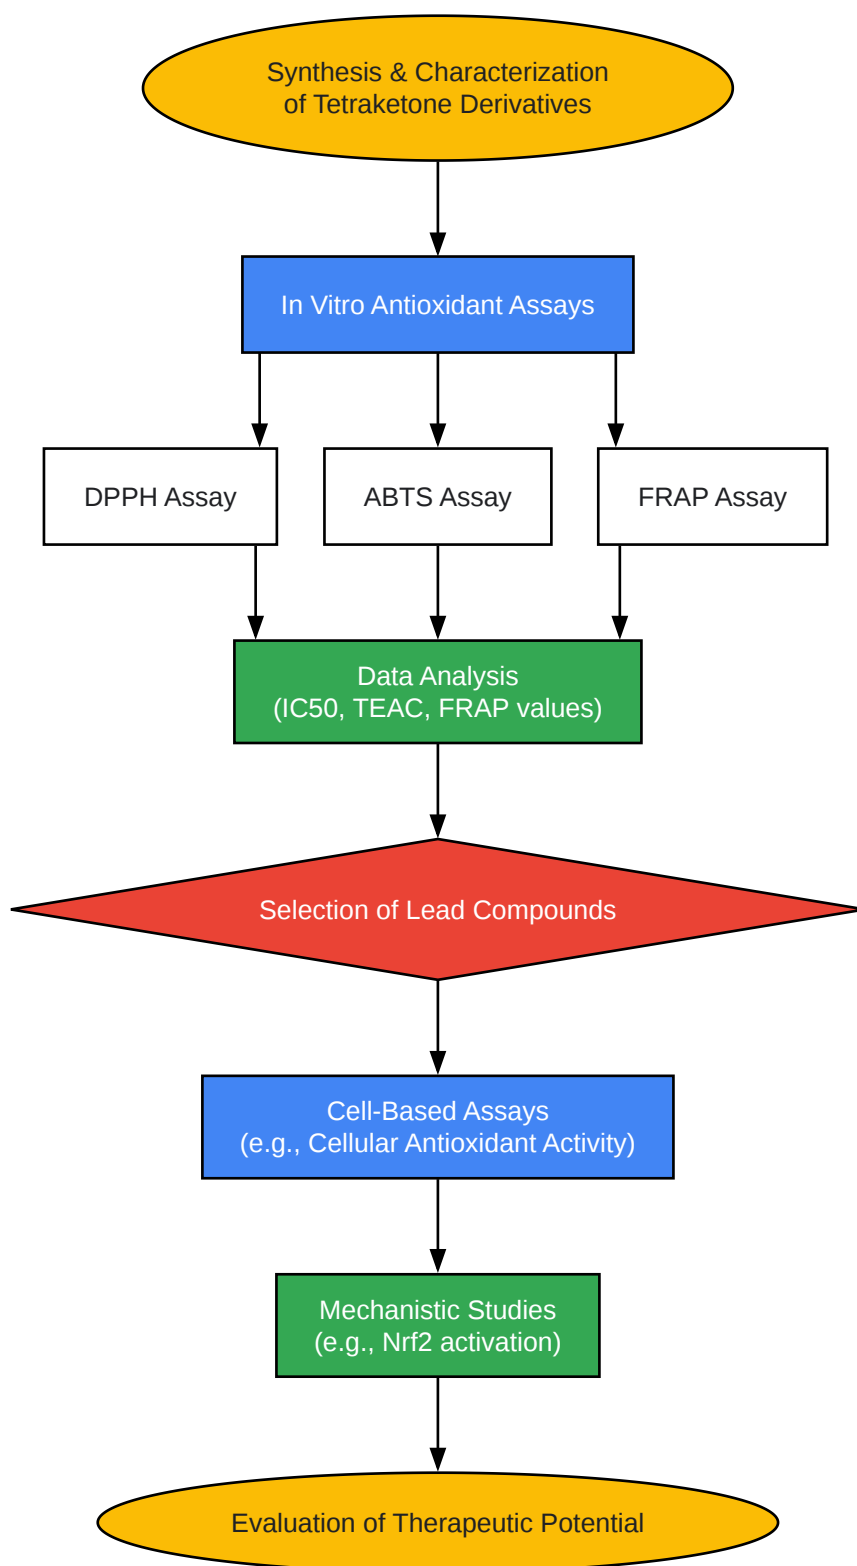 Synthesis & Characterization
of Tetraketone Derivatives
In Vitro Antioxidant Assays
DPPH Assay
ABTS Assay
FRAP Assay
Data Analysis
(IC50, TEAC, FRAP values)
Selection of Lead Compounds
Cell-Based Assays
(e.g., Cellular Antioxidant Activity)
Mechanistic Studies
(e.g., Nrf2 activation)
Evaluation of Therapeutic Potential